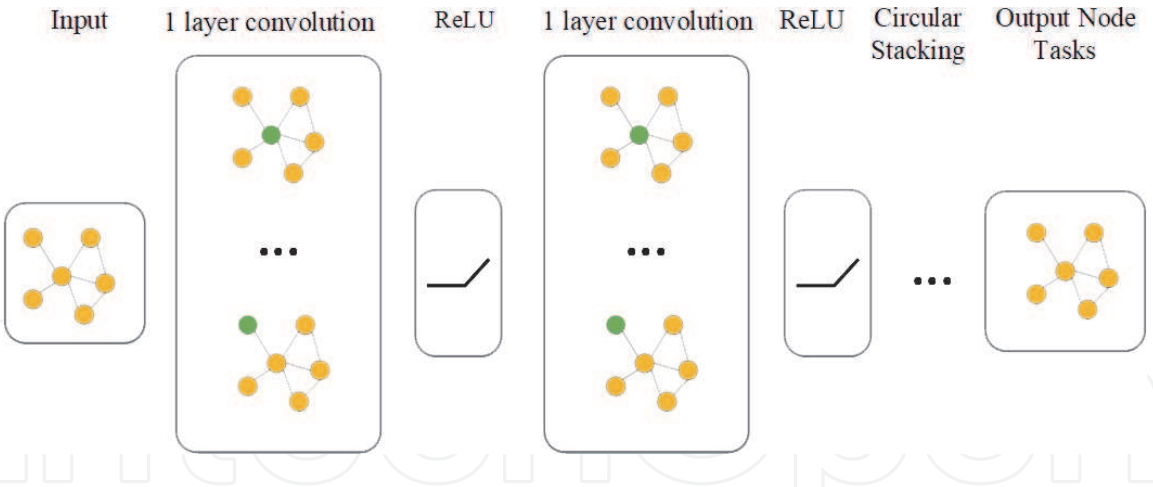 Input
1 layer convolution
ReLU
1 layer convolution
ReLU
Circular
Stacking
Output Node
Tasks